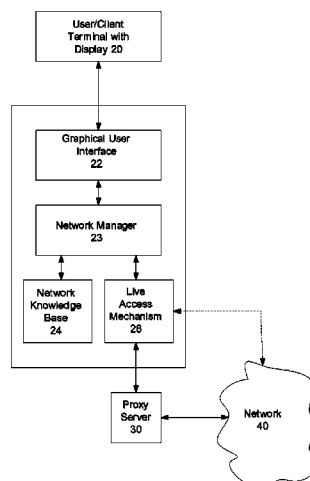 User/Client
Terminal with
Display 20
Graphical User
Interface
22
Network Manager
23
Network
Knowledge
Base
24
Live
Access
Mechanism
26
Proxy
Server
30
Network
40